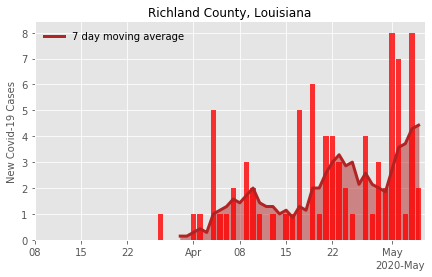 Richland County, Louisiana
7 day moving average
New Covid-19 Cases
8
7
6
5
4
3
2
1
0
08 15 22 Apr 08 15 22 May
2020-May